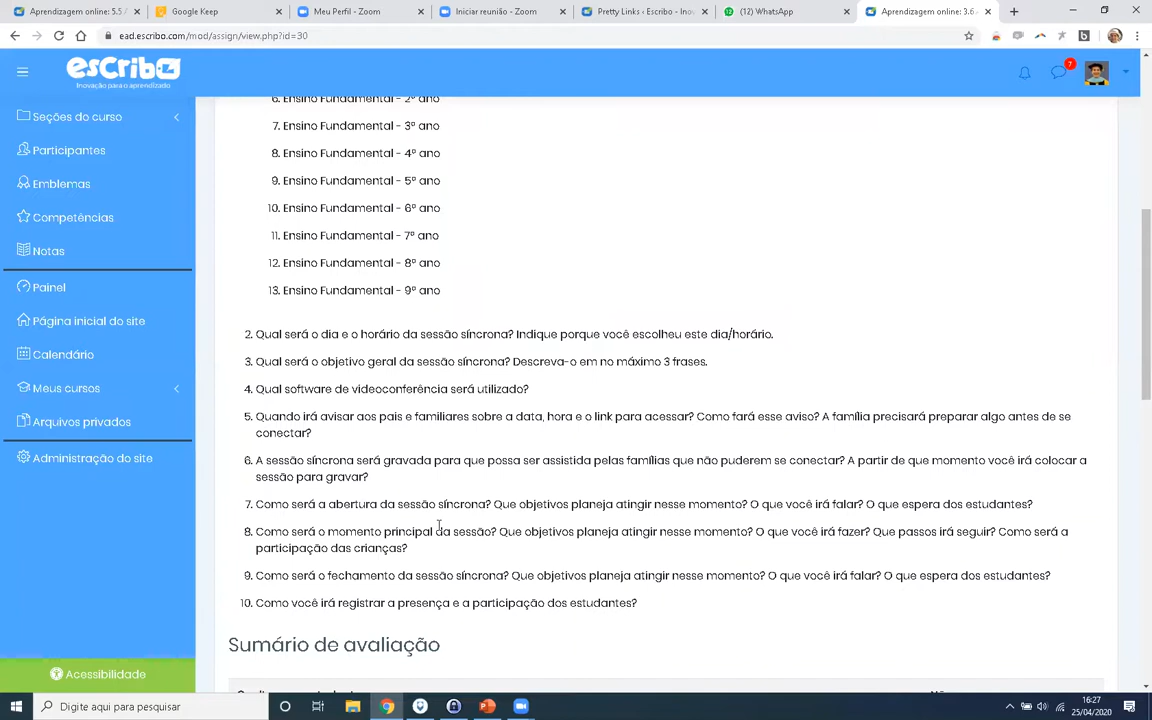 Aprendizagem online: 5.5 /
Google Keep
Meu Perfil - Zoom
Iniciar reunião - Zoom
Pretty Links ‹ Escribo - Ino
(12) WhatsApp
Aprendizagem online: 3.6
ead.escribo.com/mod/assign/view.php?id=30
esCribo
Inovação para o aprendizado
7
Seções do curso
Participantes
Emblemas
Competências
Notas
Painel
Página inicial do site
Calendário
Meus cursos
Arquivos privados
Administração do site
Acessibilidade
6. Ensino Fundamental - 2º ano
7. Ensino Fundamental - 3º ano
8. Ensino Fundamental - 4º ano
9. Ensino Fundamental - 5º ano
10. Ensino Fundamental - 6º ano
11. Ensino Fundamental - 7º ano
12. Ensino Fundamental - 8º ano
13. Ensino Fundamental - 9º ano
2. Qual será o dia e o horário da sessão síncrona? Indique porque você escolheu este dia/horário.
3. Qual será o objetivo geral da sessão síncrona? Descreva-o em no máximo 3 frases.
4. Qual software de videoconferência será utilizado?
5. Quando irá avisar aos pais e familiares sobre a data, hora e o link para acessar? Como fará esse aviso? A família precisará preparar algo antes de se
conectar?
6. A sessão síncrona será gravada para que possa ser assistida pelas famílias que não puderem se conectar? A partir de que momento você irá colocar a
sessão para gravar?
7. Como será a abertura da sessão síncrona? Que objetivos planeja atingir nesse momento? O que você irá falar? O que espera dos estudantes?
8. Como será o momento principal da sessão? Que objetivos planeja atingir nesse momento? O que você irá fazer? Que passos irá seguir? Como será a
participação das crianças?
9. Como será o fechamento da sessão síncrona? Que objetivos planeja atingir nesse momento? O que você irá falar? O que espera dos estudantes?
10. Como você irá registrar a presença e a participação dos estudantes?
Sumário de avaliação
Digite aqui para pesquisar
16:27
25/04/2020